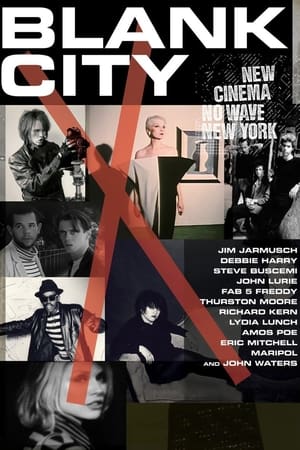 BLANK
CITY
NEW
CINEMA
NO WAVE
NEW YORK
JIM JARMUSCH
DEBBIE HARRY
STEVE BUSCEMI
JOHN LURIE
FAB 5 FREDDY
THURSTON MOORE
RICHARD KERN
LYDIA LUNCH
AMOS POE
ERIC MITCHELL
MARIPOL
AND JOHN WATERS